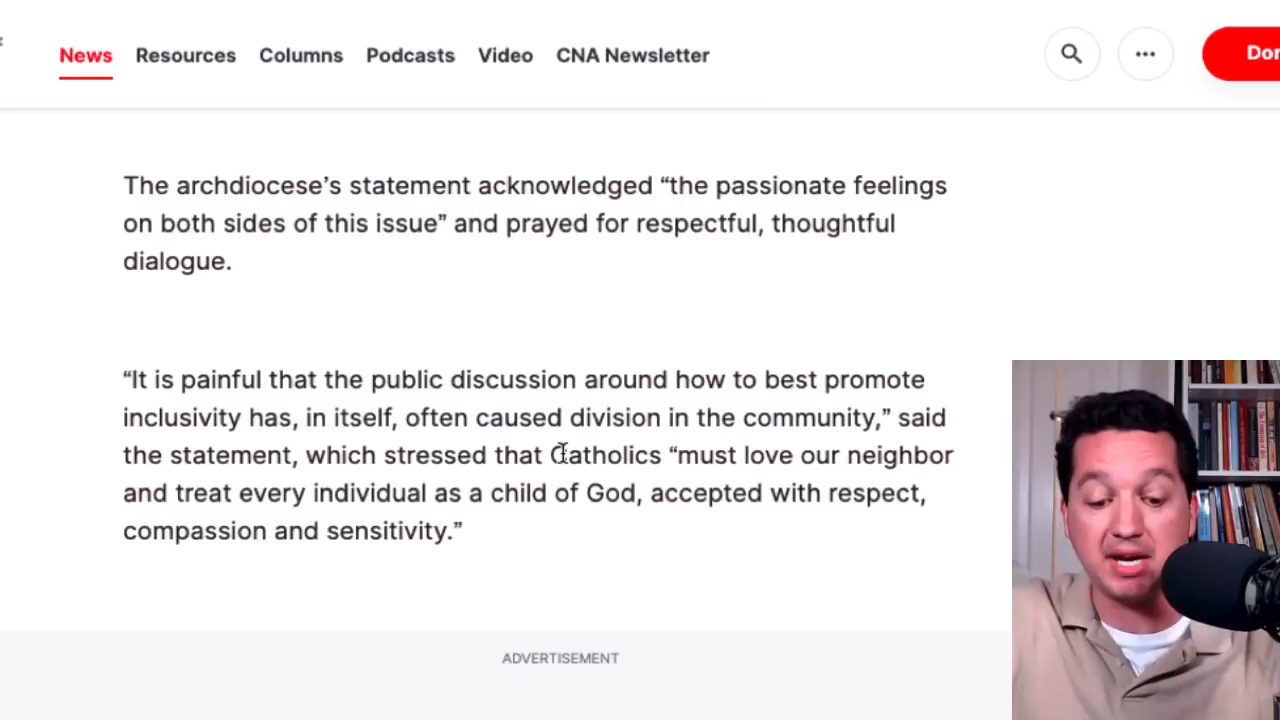 News Resources Columns Podcasts Video CNA Newsletter
The archdiocese’s statement acknowledged “the passionate feelings
on both sides of this issue” and prayed for respectful, thoughtful
dialogue.
“It is painful that the public discussion around how to best promote
inclusivity has, in itself, often caused division in the community,” said
the statement, which stressed that Catholics “must love our neighbor
and treat every individual as a child of God, accepted with respect,
compassion and sensitivity.”
ADVERTISEMENT